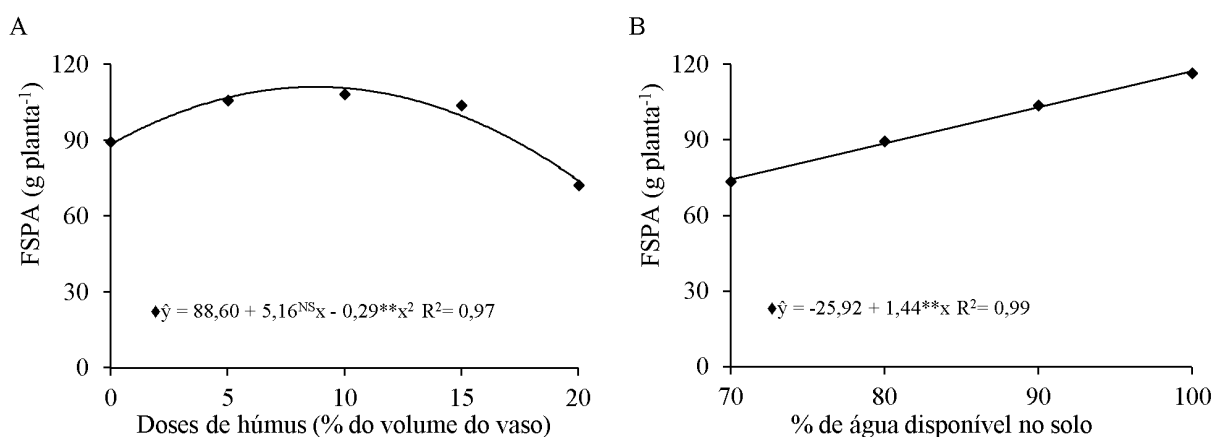 A
FSPA (g planta⁻¹)
120
90
60
30
0
♦ŷ = 88,60 + 5,16ᴺˢx - 0,29**x² R²= 0,97
0 5 10 15 20
Doses de húmus (% do volume do vaso)
B
FSPA (g planta⁻¹)
120
90
60
30
0
♦ŷ = -25,92 + 1,44**x R²= 0,99
70 80 90 100
% de água disponível no solo